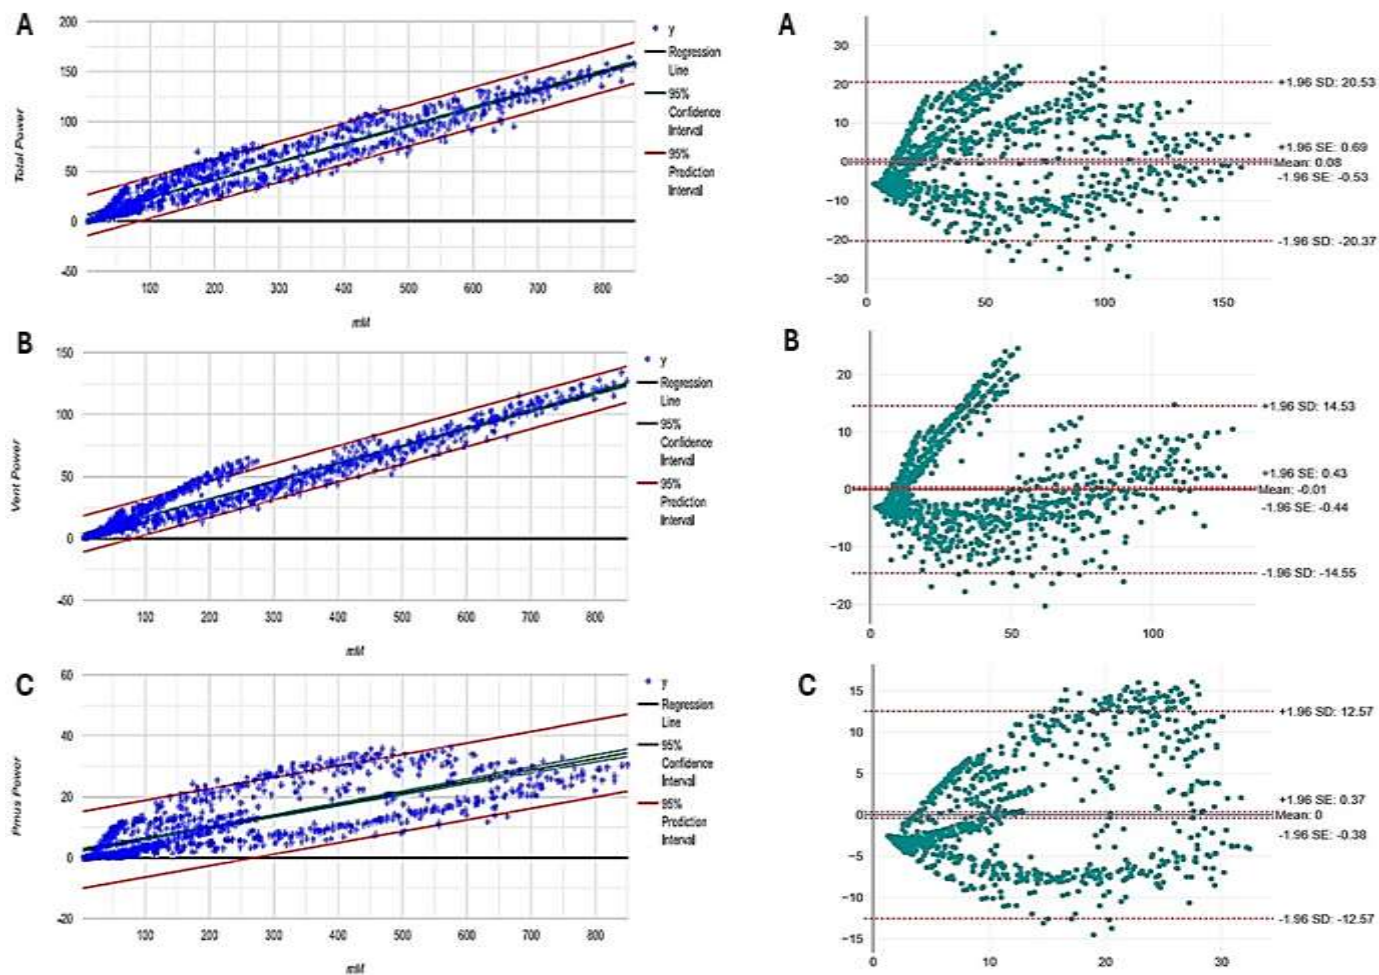 A
200
150
100
50
0
-50
Total Power
100 200 300 400 500 600 700 800
mM
y
Regression
Line
95%
Confidence
Interval
95%
Prediction
Interval
A
30
20
10
0
−10
−20
−30
0 50 100 150
+1.96 SD: 20.53
+1.96 SE: 0.69
Mean: 0.08
-1.96 SE: -0.53
-1.96 SD: -20.37
B
150
100
50
0
-50
Vent Power
100 200 300 400 500 600 700 800
mM
y
Regression
Line
95%
Confidence
Interval
95%
Prediction
Interval
B
20
10
0
−10
−20
0 50 100
+1.96 SD: 14.53
+1.96 SE: 0.43
Mean: -0.01
-1.96 SE: -0.44
-1.96 SD: -14.55
C
60
40
20
0
-20
Pmus Power
100 200 300 400 500 600 700 800
mM
y
Regression
Line
95%
Confidence
Interval
95%
Prediction
Interval
C
15
10
5
0
−5
−10
−15
0 10 20 30
+1.96 SD: 12.57
+1.96 SE: 0.37
Mean: 0
-1.96 SE: -0.38
-1.96 SD: -12.57